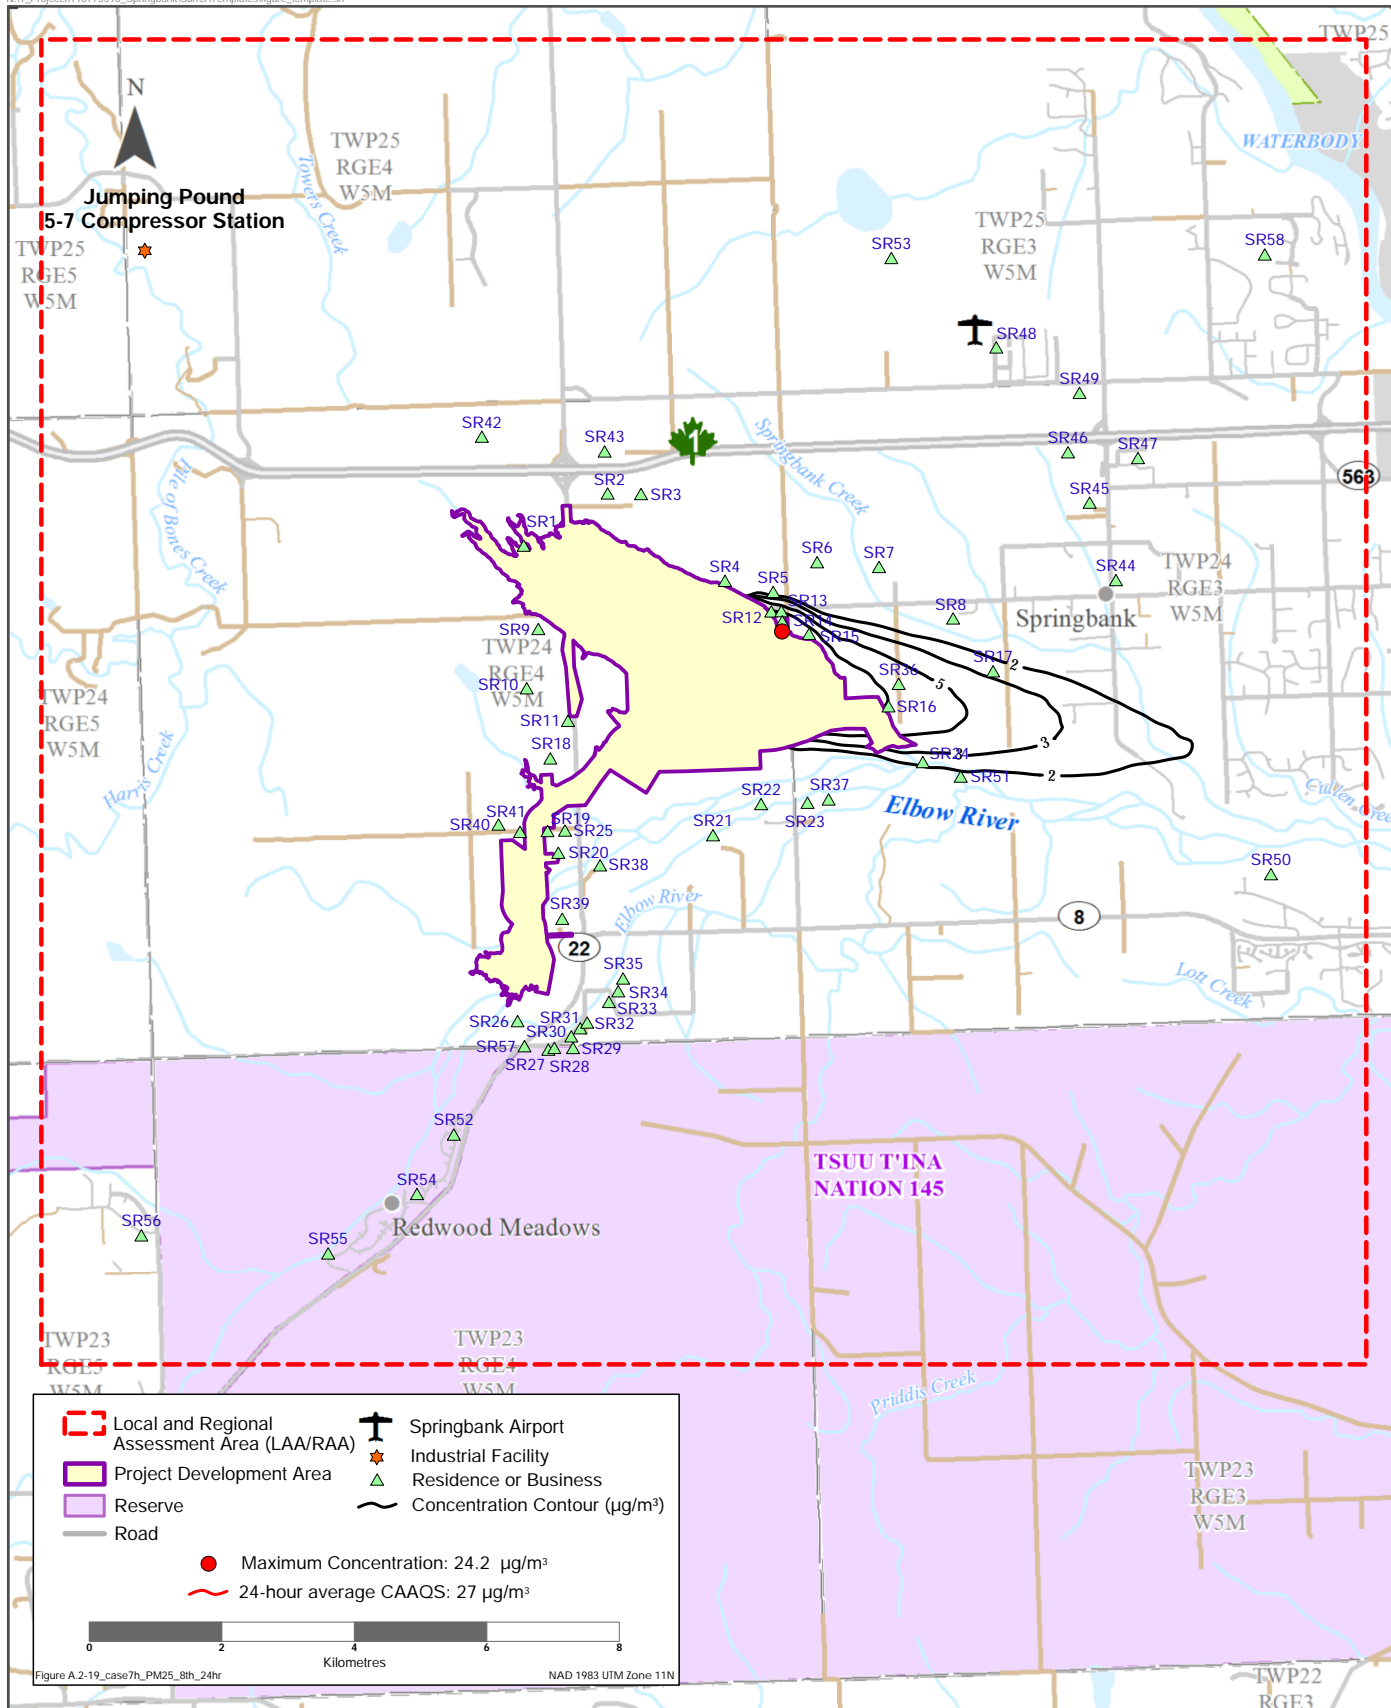 TWP25
N
TWP25
RGE4
W5M
WATERBODY
Towers Creek
Jumping Pound
5-7 Compressor Station
TWP25
RGE5
W5M
TWP25
RGE3
W5M
SR53
SR58
SR48
SR49
SR42
SR43
1
Springbank Creek
SR46
SR47
563
Pile of Bones Creek
SR2
SR3
SR45
SR1
SR6
SR7
TWP24
RGE3
W5M
SR4
SR5
SR44
SR13
SR12
SR14
SR15
SR8
Springbank
SR9
TWP24
RGE4
W5M
SR10
SR17
2
SR36
5
SR16
TWP24
RGE5
W5M
SR11
3
SR18
SR24
3
2
SR51
Harris Creek
SR22
SR37
SR23
Elbow River
Cullen Creek
SR41
SR40
SR19
SR25
SR21
SR20
SR38
SR50
Elbow River
SR39
8
22
SR35
SR34
SR33
Lott Creek
SR26
SR31
SR32
SR30
SR57
SR29
SR27
SR28
SR52
TSUU T'INA
NATION 145
SR54
SR56
Redwood Meadows
SR55
TWP23
RGE5
W5M
TWP23
RGE4
W5M
Priddis Creek
TWP23
RGE3
W5M
Local and Regional
Assessment Area (LAA/RAA)
Project Development Area
Reserve
Road
Springbank Airport
Industrial Facility
Residence or Business
Concentration Contour (µg/m³)
Maximum Concentration: 24.2 µg/m³
24-hour average CAAQS: 27 µg/m³
0 2 4 6 8
Kilometres
Figure A.2-19_case7h_PM25_8th_24hr
NAD 1983 UTM Zone 11N
TWP22
RGE3